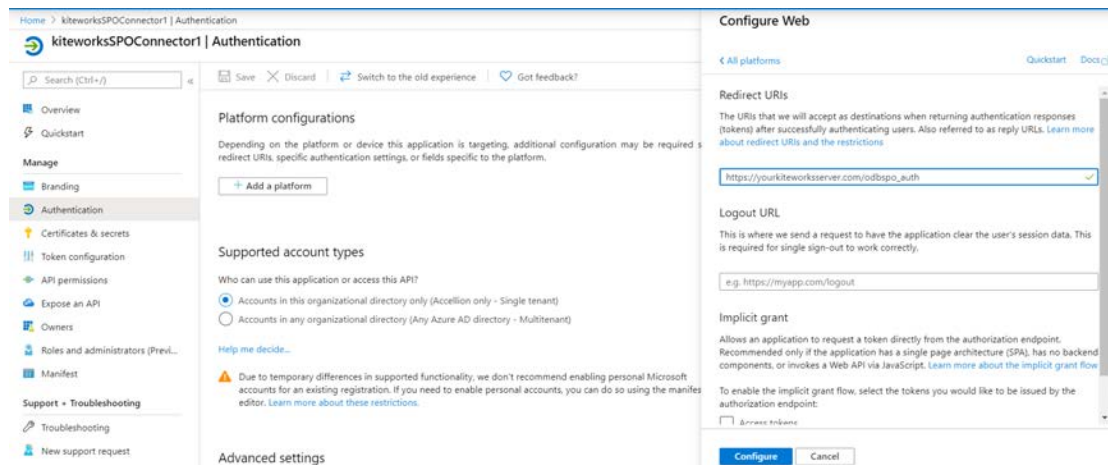 Home > kiteworksSPOConnector1 | Authentication
kiteworksSPOConnector1 | Authentication
Search (Ctrl+/)
«
Overview
Quickstart
Manage
Branding
Authentication
Certificates & secrets
Token configuration
API permissions
Expose an API
Owners
Roles and administrators (Previ...
Manifest
Support + Troubleshooting
Troubleshooting
New support request
Save
Discard
Switch to the old experience
Got feedback?
Platform configurations
Depending on the platform or device this application is targeting, additional configuration may be required s
redirect URIs, specific authentication settings, or fields specific to the platform.
+ Add a platform
Supported account types
Who can use this application or access this API?
Accounts in this organizational directory only (Accellion only - Single tenant)
Accounts in any organizational directory (Any Azure AD directory - Multitenant)
Help me decide...
Due to temporary differences in supported functionality, we don't recommend enabling personal Microsoft
accounts for an existing registration. If you need to enable personal accounts, you can do so using the manifes
editor. Learn more about these restrictions.
Advanced settings
Configure Web
< All platforms
Quickstart
Docs
Redirect URIs
The URIs that we will accept as destinations when returning authentication responses
(tokens) after successfully authenticating users. Also referred to as reply URLs. Learn more
about redirect URIs and the restrictions
https://yourkiteworksserver.com/odbspo_auth
Logout URL
This is where we send a request to have the application clear the user's session data. This
is required for single sign-out to work correctly.
e.g. https://myapp.com/logout
Implicit grant
Allows an application to request a token directly from the authorization endpoint.
Recommended only if the application has a single page architecture (SPA), has no backend
components, or invokes a Web API via JavaScript. Learn more about the implicit grant flow
To enable the implicit grant flow, select the tokens you would like to be issued by the
authorization endpoint:
Access tokens
Configure
Cancel